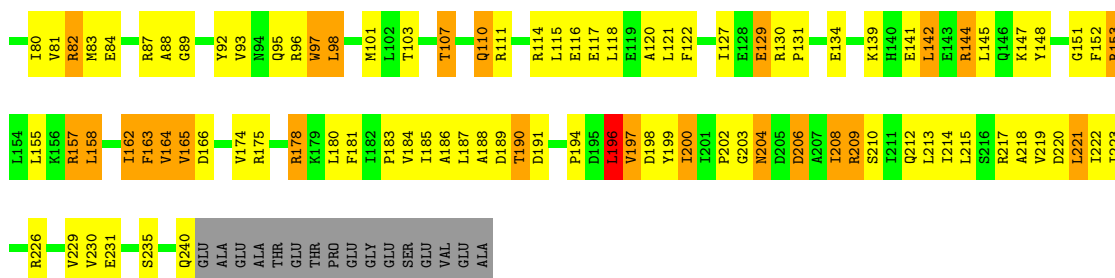 I80 V81 R82 M83 E84 R87 A88 G89 Y92 V93 N94 Q95 R96 W97 L98 M101 L102 T103 T107 Q110 R111 R114 L115 E116 E117 L118 E119 A120 L121 F122 I127 E128 E129 R130 P131 E134 K139 H140 E141 L142 E143 R144 L145 Q146 K147 Y148 G151 F152 R153
L154 L155 K156 R157 L158 I162 F163 V164 V165 D166 V174 R175 R178 K179 L180 F181 I182 P183 V184 I185 A186 L187 A188 D189 T190 D191 P194 D195 L196 V197 D198 Y199 I200 I201 P202 G203 N204 D205 D206 A207 I208 R209 S210 I211 Q212 L213 I214 L215 S216 R217 A218 V219 D220 L221 I222
R226 V229 V230 E231 S235 Q240 GLU ALA GLU ALA THR GLU THR PRO GLU GLY GLU SER GLU VAL GLU ALA